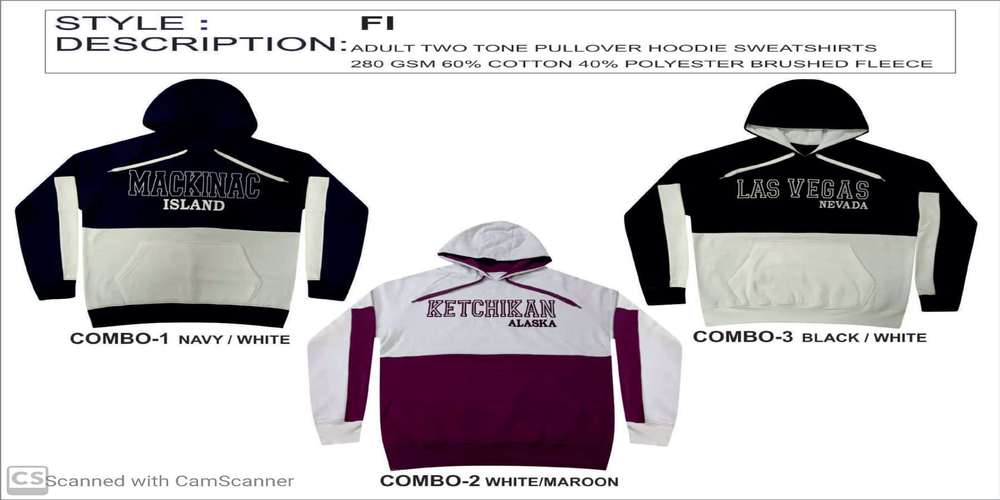 STYLE : FI
DESCRIPTION: ADULT TWO TONE PULLOVER HOODIE SWEATSHIRTS
280 GSM 60% COTTON 40% POLYESTER BRUSHED FLEECE
MACKINAC
ISLAND
LAS VEGAS
NEVADA
KETCHIKAN
ALASKA
COMBO-1 NAVY / WHITE
COMBO-3 BLACK / WHITE
COMBO-2 WHITE/MAROON
CS Scanned with CamScanner